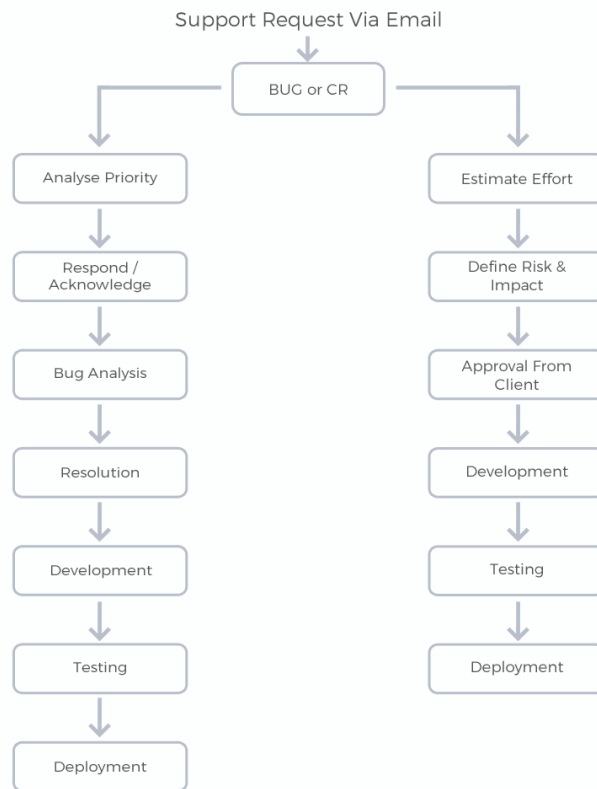 Support Request Via Email
BUG or CR
Analyse Priority
Respond /
Acknowledge
Bug Analysis
Resolution
Development
Testing
Deployment
Estimate Effort
Define Risk &
Impact
Approval From
Client
Development
Testing
Deployment